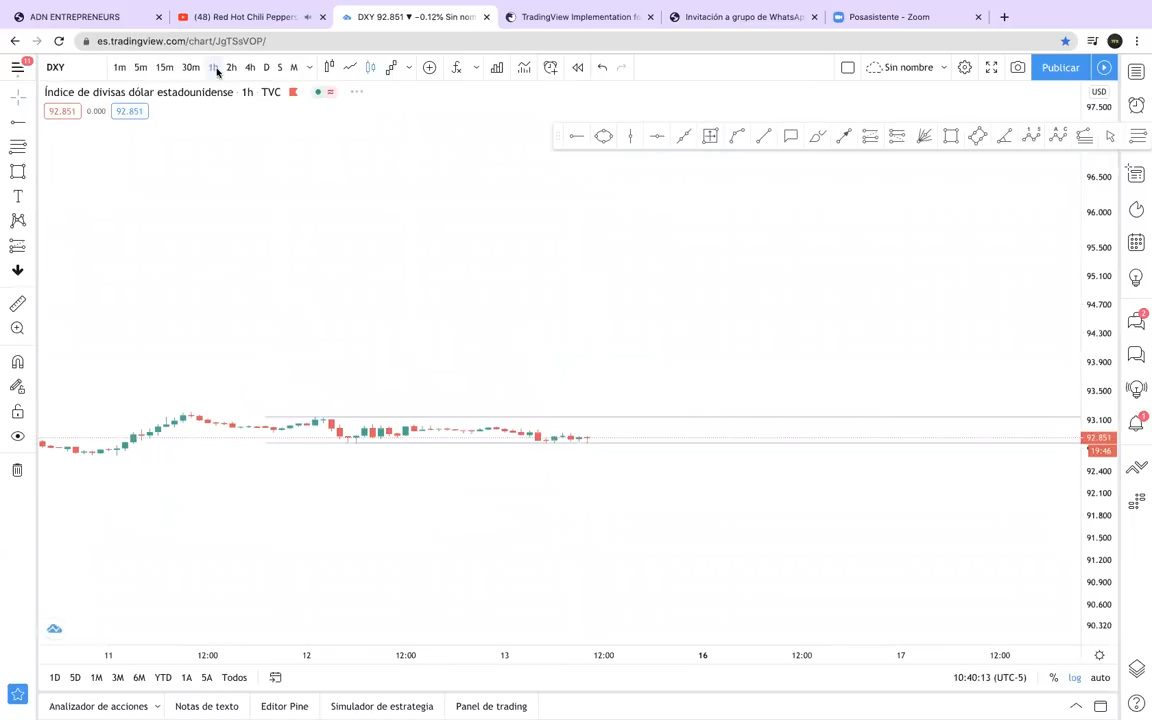 ADN ENTREPRENEURS
(48) Red Hot Chili Peppers
DXY 92.851 ▼ −0.12% Sin nom
TradingView Implementation fo
Invitación a grupo de WhatsAp
Posasistente - Zoom
es.tradingview.com/chart/JgTSsVOP/
11
DXY
1m
5m
15m
30m
1h
2h
4h
D
S
M
Sin nombre
Publicar
Índice de divisas dólar estadounidense · 1h · TVC
92.851
0.000
92.851
USD
97.500
96.500
96.000
95.500
95.100
94.700
94.300
93.900
93.500
93.100
92.851
19:46
92.400
92.100
91.800
91.500
91.200
90.900
90.600
90.320
2
1
11
12:00
12
12:00
13
12:00
16
12:00
17
12:00
1D
5D
1M
3M
6M
YTD
1A
5A
Todos
10:40:13 (UTC-5)
%
log
auto
Analizador de acciones
Notas de texto
Editor Pine
Simulador de estrategia
Panel de trading